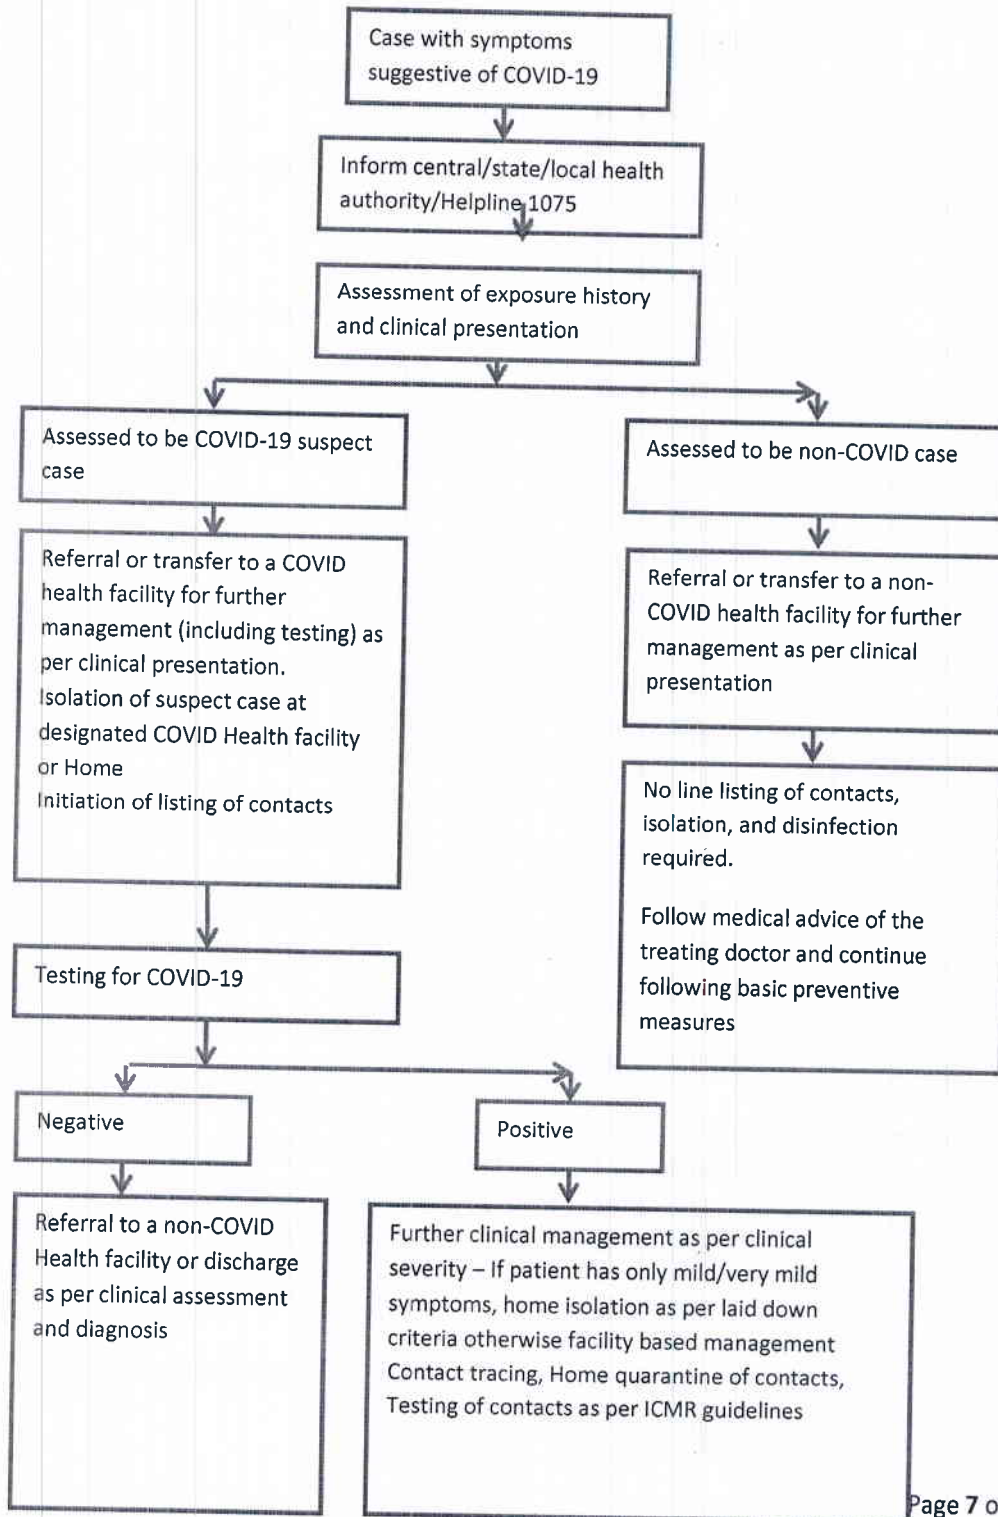 Case with symptoms
suggestive of COVID-19
Inform central/state/local health
authority/Helpline 1075
Assessment of exposure history
and clinical presentation
Assessed to be COVID-19 suspect
case
Assessed to be non-COVID case
Referral or transfer to a COVID
health facility for further
management (including testing) as
per clinical presentation.
Isolation of suspect case at
designated COVID Health facility
or Home
Initiation of listing of contacts
Referral or transfer to a non-
COVID health facility for further
management as per clinical
presentation
No line listing of contacts,
isolation, and disinfection
required.
Follow medical advice of the
treating doctor and continue
following basic preventive
measures
Testing for COVID-19
Negative
Positive
Referral to a non-COVID
Health facility or discharge
as per clinical assessment
and diagnosis
Further clinical management as per clinical
severity – If patient has only mild/very mild
symptoms, home isolation as per laid down
criteria otherwise facility based management
Contact tracing, Home quarantine of contacts,
Testing of contacts as per ICMR guidelines
Page 7 o